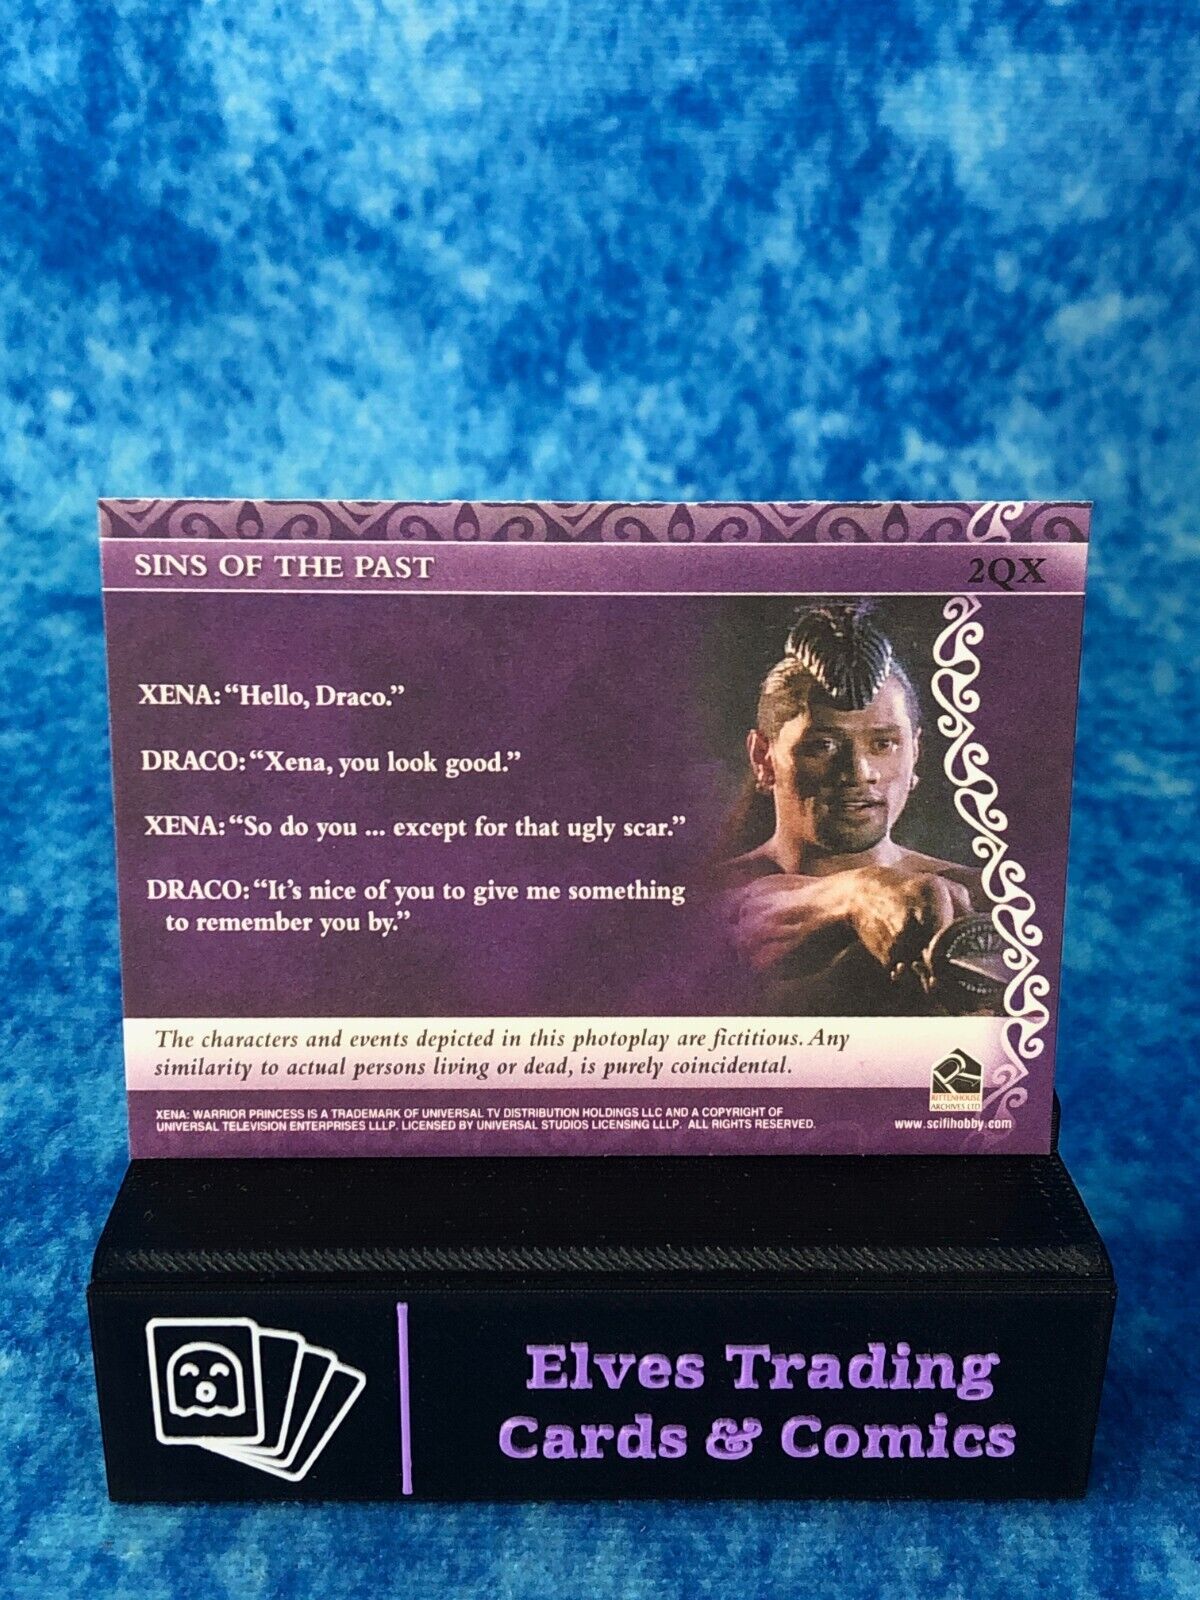 SINS OF THE PAST
2QX
XENA: “Hello, Draco.”
DRACO: “Xena, you look good.”
XENA: “So do you ... except for that ugly scar.”
DRACO: “It’s nice of you to give me something
to remember you by.”
The characters and events depicted in this photoplay are fictitious. Any
similarity to actual persons living or dead, is purely coincidental.
RITTENHOUSE
ARCHIVES LTD
XENA: WARRIOR PRINCESS IS A TRADEMARK OF UNIVERSAL TV DISTRIBUTION HOLDINGS LLC AND A COPYRIGHT OF
UNIVERSAL TELEVISION ENTERPRISES LLLP. LICENSED BY UNIVERSAL STUDIOS LICENSING LLLP. ALL RIGHTS RESERVED.
www.scifihobby.com
Elves Trading
Cards & Comics